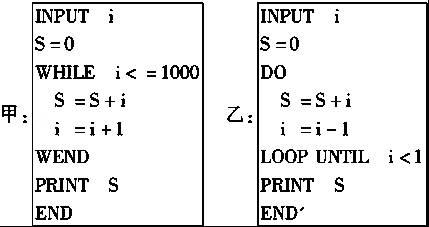 甲：
INPUT i
S=0
WHILE i<=1000
S=S+i
i=i+1
WEND
PRINT S
END
乙：
INPUT i
S=0
DO
S=S+i
i=i-1
LOOP UNTIL i<1
PRINT S
END′